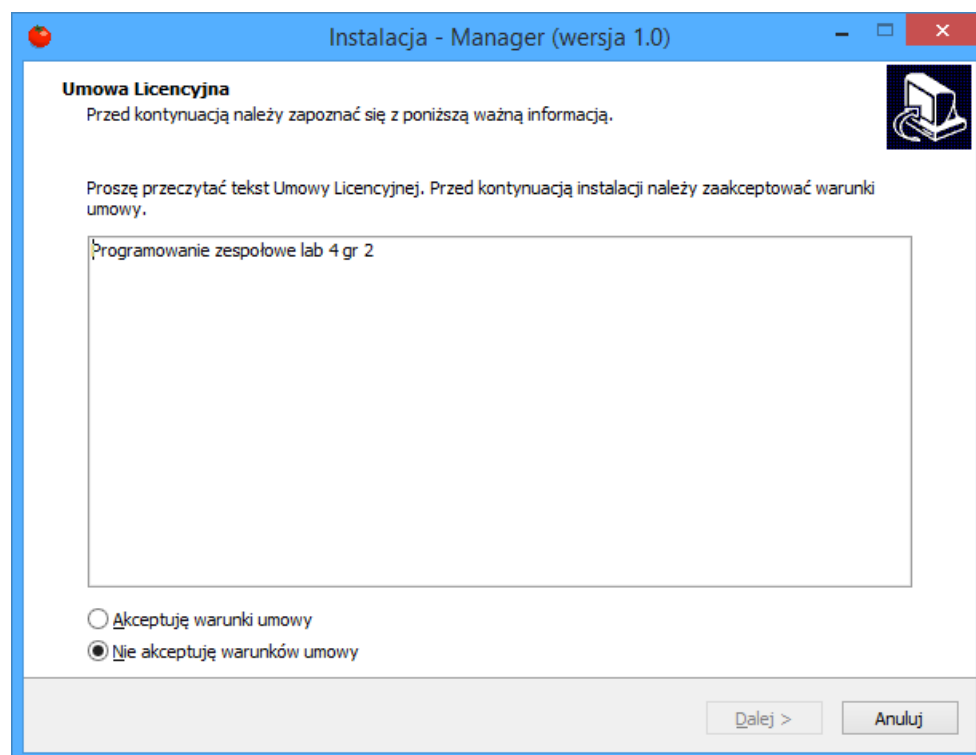 Instalacja - Manager (wersja 1.0)
Umowa Licencyjna
Przed kontynuacją należy zapoznać się z poniższą ważną informacją.
Proszę przeczytać tekst Umowy Licencyjnej. Przed kontynuacją instalacji należy zaakceptować warunki
umowy.
Programowanie zespołowe lab 4 gr 2
Akceptuję warunki umowy
Nie akceptuję warunków umowy
Dalej >
Anuluj